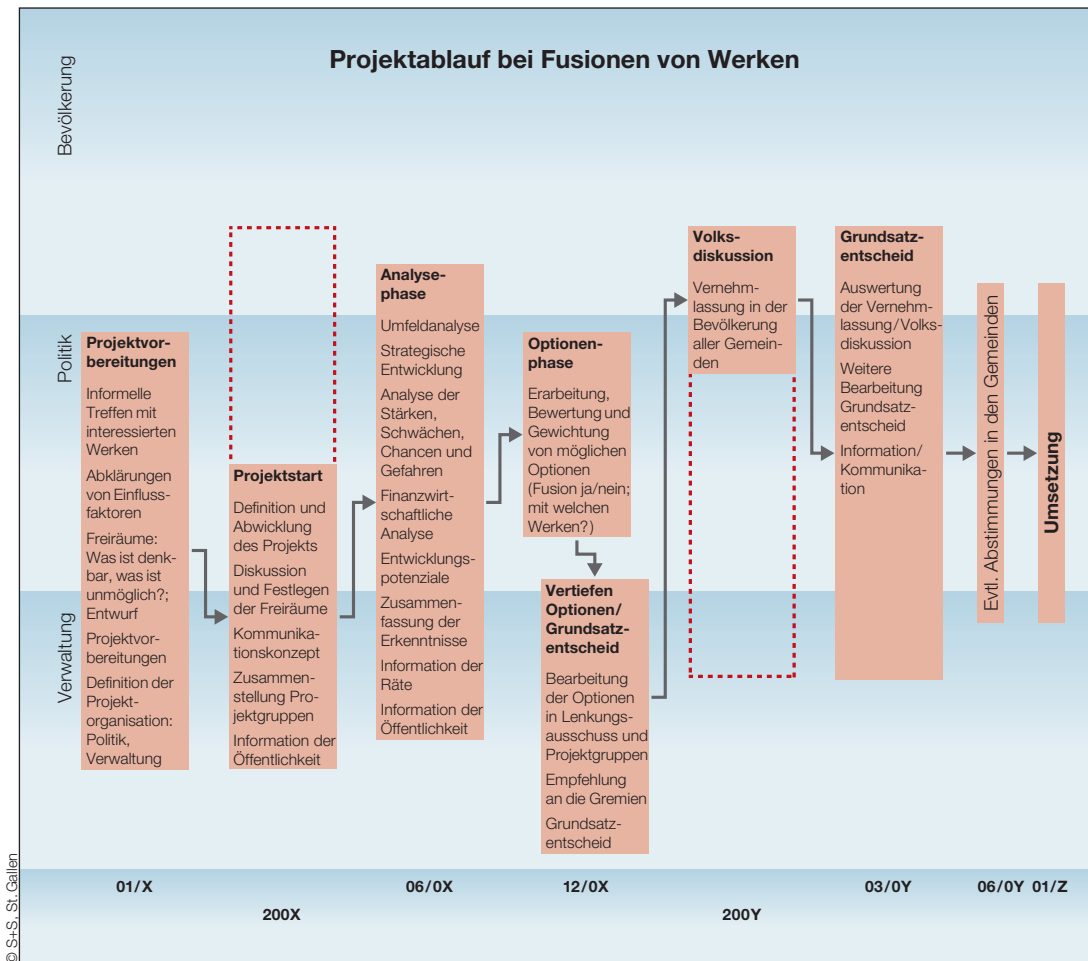 Projektablauf bei Fusionen von Werken
Bevölkerung
Politik
Verwaltung
Projektvor-
bereitungen
Informelle
Treffen mit
interessierten
Werken
Abklärungen
von Einfluss-
faktoren
Freiräume:
Was ist denk-
bar, was ist
unmöglich?;
Entwurf
Projektvor-
bereitungen
Definition der
Projekt-
organisation:
Politik,
Verwaltung
Projektstart
Definition und
Abwicklung
des Projekts
Diskussion
und Festlegen
der Freiräume
Kommunika-
tionskonzept
Zusammen-
stellung Pro-
jektgruppen
Information der
Öffentlichkeit
Analyse-
phase
Umfeldanalyse
Strategische
Entwicklung
Analyse der
Stärken,
Schwächen,
Chancen und
Gefahren
Finanzwirt-
schaftliche
Analyse
Entwicklungs-
potenziale
Zusammen-
fassung der
Erkenntnisse
Information der
Räte
Information der
Öffentlichkeit
Optionen-
phase
Erarbeitung,
Bewertung und
Gewichtung
von möglichen
Optionen
(Fusion ja/nein;
mit welchen
Werken?)
Vertiefen
Optionen/
Grundsatz-
entscheid
Bearbeitung
der Optionen
in Lenkungs-
ausschuss und
Projektgruppen
Empfehlung
an die Gremien
Grundsatz-
entscheid
Volks-
diskussion
Vernehm-
lassung in der
Bevölkerung
aller Gemein-
den
Grundsatz-
entscheid
Auswertung
der Vernehm-
lassung/Volks-
diskussion
Weitere
Bearbeitung
Grundsatz-
entscheid
Information/
Kommunika-
tion
Evtl. Abstimmungen in den Gemeinden
Umsetzung
01/X
06/0X
12/0X
03/0Y
06/0Y
01/Z
200X
200Y
© S+S, St. Gallen